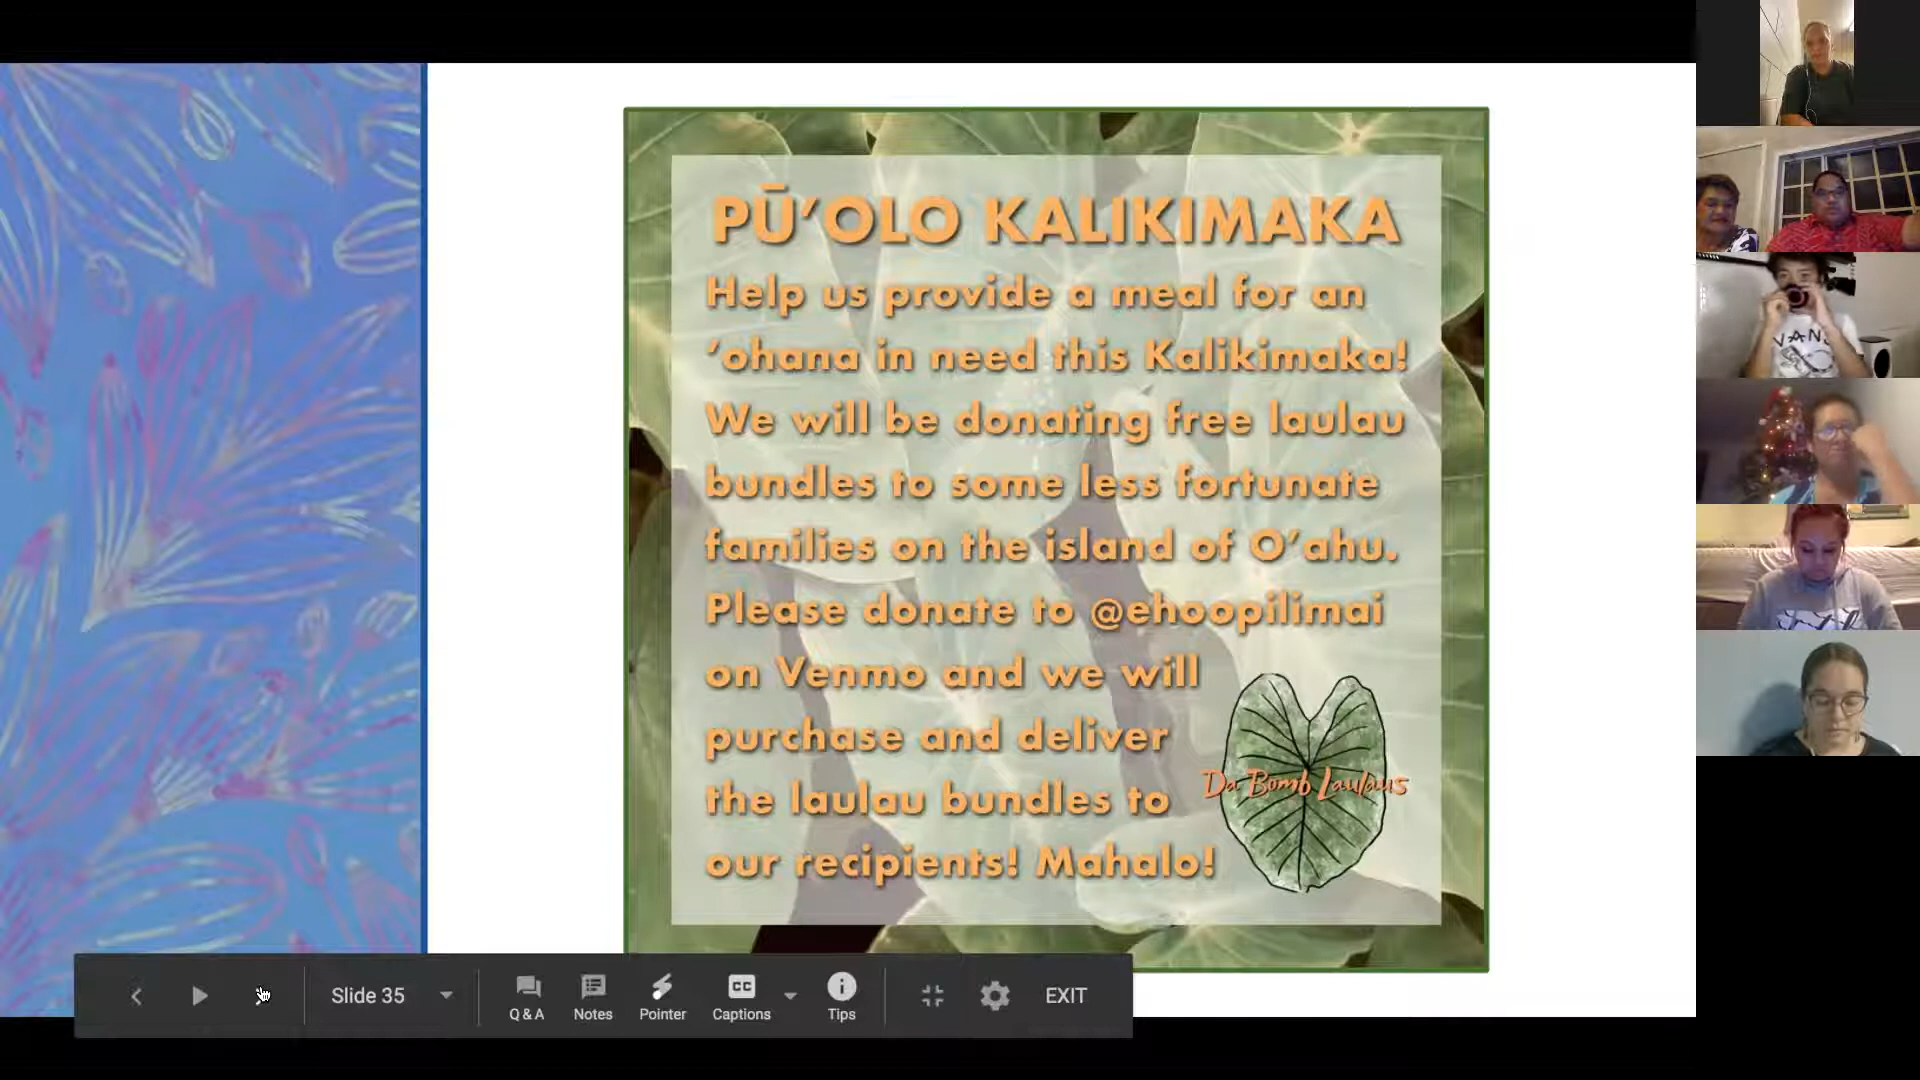 PŪ'OLO KALIKIMAKA
Help us provide a meal for an
'ohana in need this Kalikimaka!
We will be donating free laulau
bundles to some less fortunate
families on the island of O'ahu.
Please donate to @ehoopilimai
on Venmo and we will
purchase and deliver
the laulau bundles to
our recipients! Mahalo!
Da Bomb Laulaus
VANS
Slide 35
Q & A
Notes
Pointer
CC
Captions
Tips
EXIT